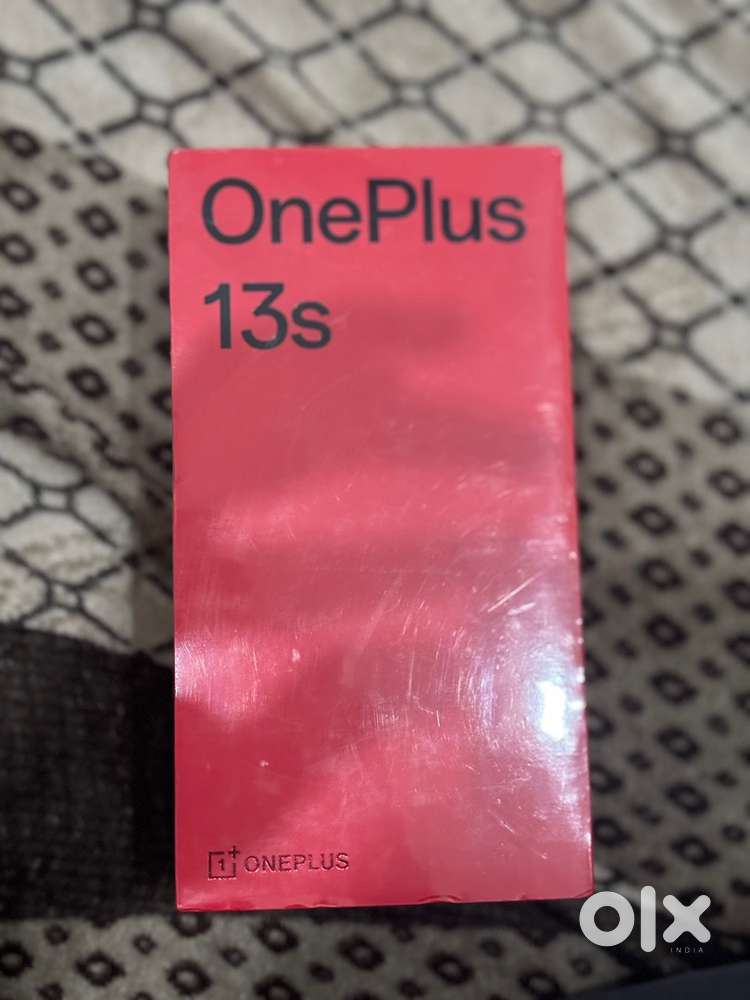 OnePlus
13s
1+ ONEPLUS
olx
INDIA